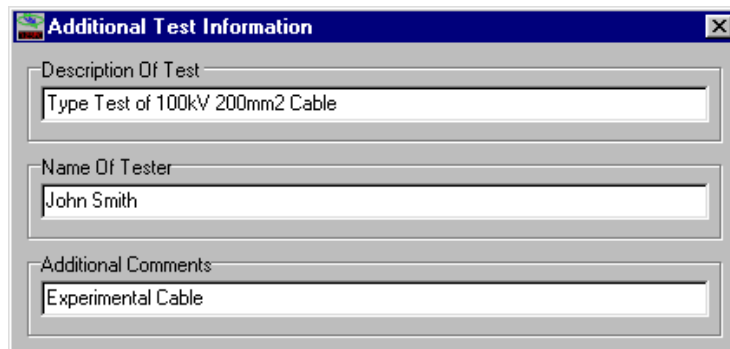 Additional Test Information
Description Of Test
Type Test of 100kV 200mm2 Cable
Name Of Tester
John Smith
Additional Comments
Experimental Cable